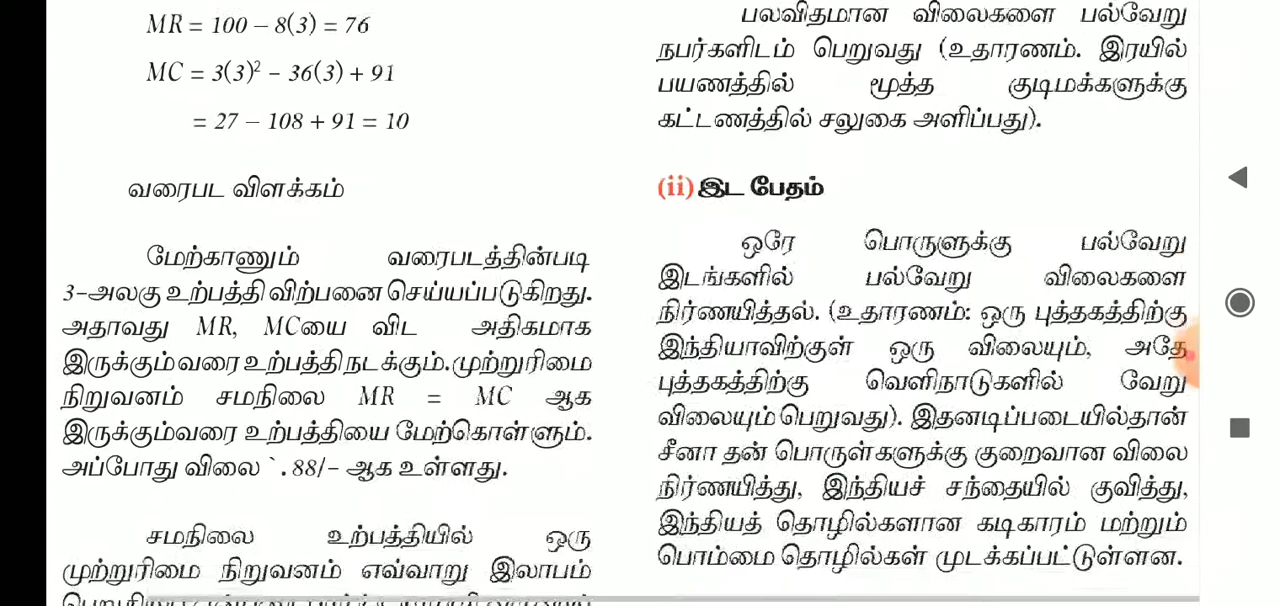 MR = 100 – 8(3) = 76
MC = 3(3)² – 36(3) + 91
= 27 – 108 + 91 = 10
வரைபட விளக்கம்
மேற்காணும் வரைபடத்தின்படி
3-அலகு உற்பத்தி விற்பனை செய்யப்படுகிறது.
அதாவது MR, MCயை விட அதிகமாக
இருக்கும்வரை உற்பத்தி நடக்கும். முற்றுரிமை
நிறுவனம் சமநிலை MR = MC ஆக
இருக்கும்வரை உற்பத்தியை மேற்கொள்ளும்.
அப்போது விலை ` . 88/– ஆக உள்ளது.
சமநிலை உற்பத்தியில் ஒரு
முற்றுரிமை நிறுவனம் எவ்வாறு இலாபம்
பலவிதமான விலைகளை பல்வேறு
நபர்களிடம் பெறுவது (உதாரணம். இரயில்
பயணத்தில் மூத்த குடிமக்களுக்கு
கட்டணத்தில் சலுகை அளிப்பது).
(ii) இட பேதம்
ஒரே பொருளுக்கு பல்வேறு
இடங்களில் பல்வேறு விலைகளை
நிர்ணயித்தல். (உதாரணம்: ஒரு புத்தகத்திற்கு
இந்தியாவிற்குள் ஒரு விலையும், அதே
புத்தகத்திற்கு வெளிநாடுகளில் வேறு
விலையும் பெறுவது). இதனடிப்படையில்தான்
சீனா தன் பொருள்களுக்கு குறைவான விலை
நிர்ணயித்து, இந்தியச் சந்தையில் குவித்து,
இந்தியத் தொழில்களான கடிகாரம் மற்றும்
பொம்மை தொழில்கள் முடக்கப்பட்டுள்ளன.